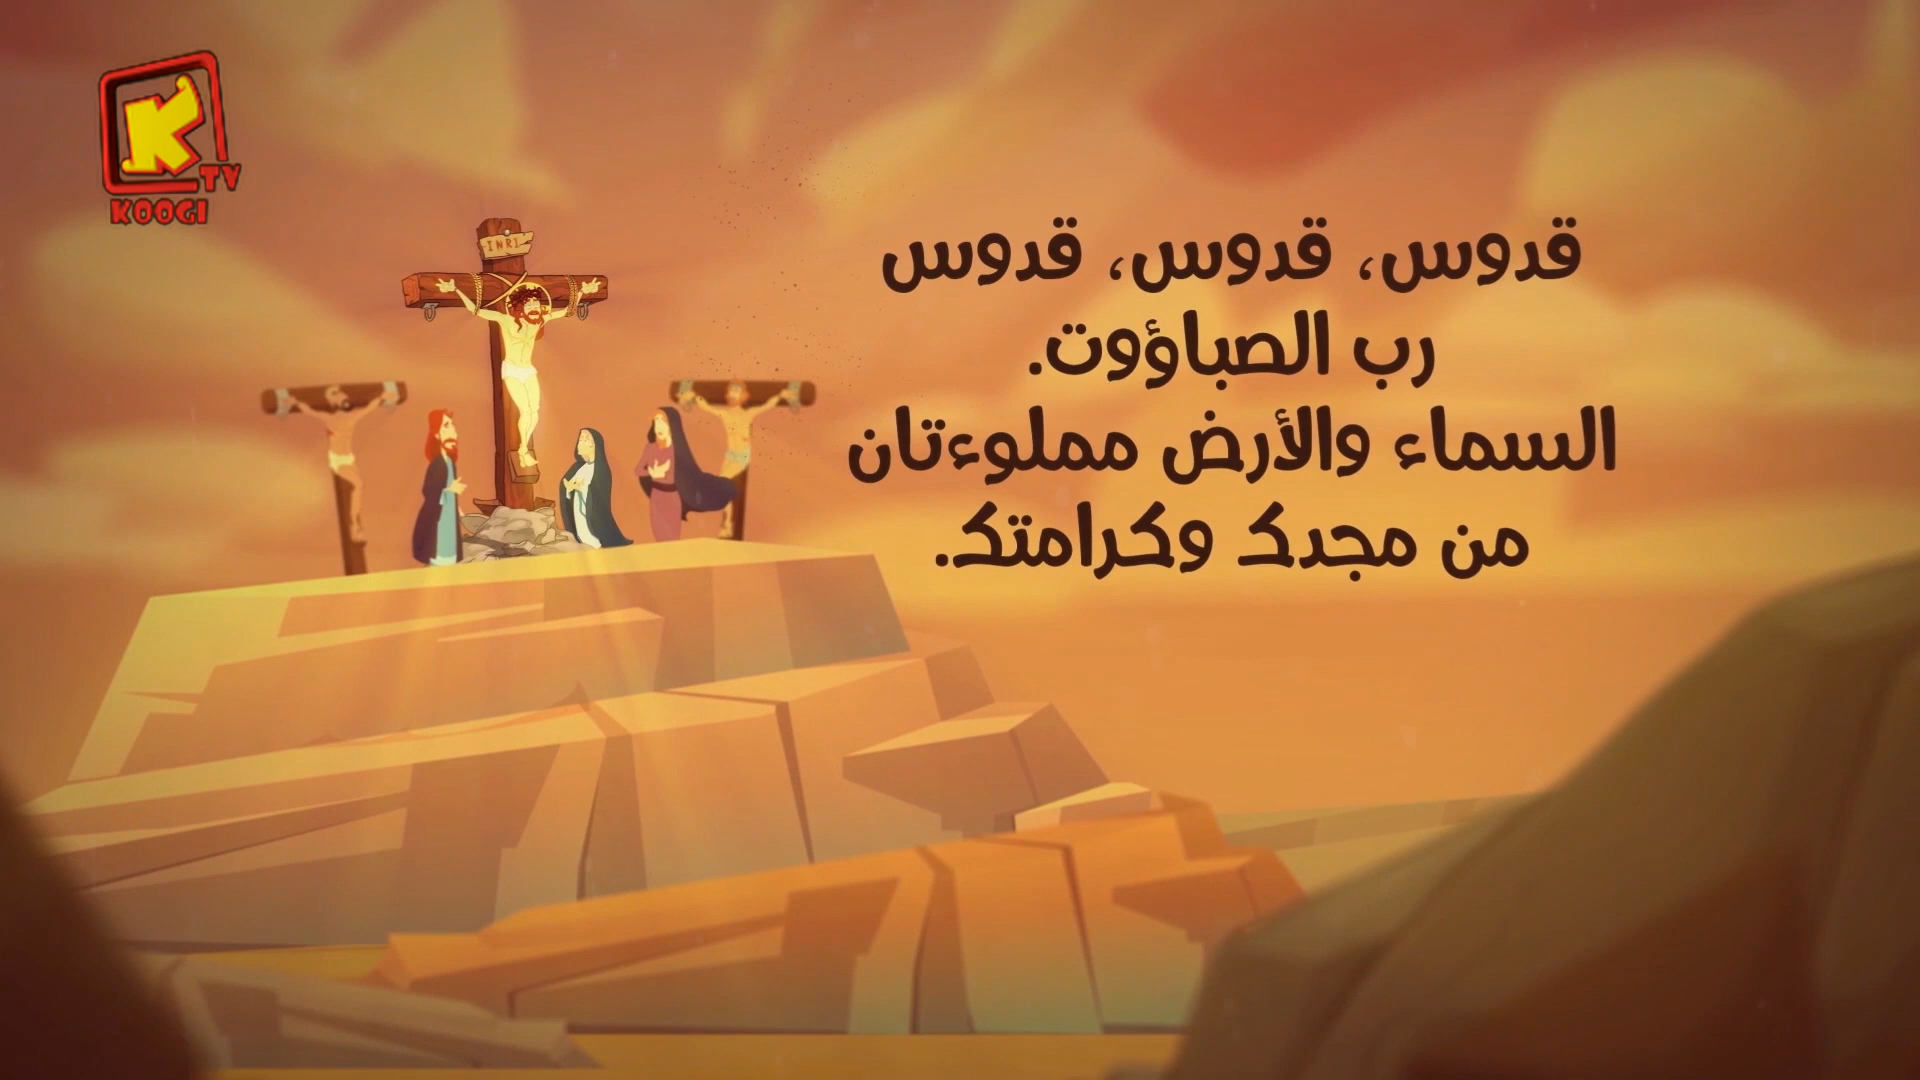 K
TV
KOOGI
INRI
قدوس، قدوس، قدوس
رب الصباؤوت.
السماء والأرض مملوءتان
من مجدك وكرامتك.